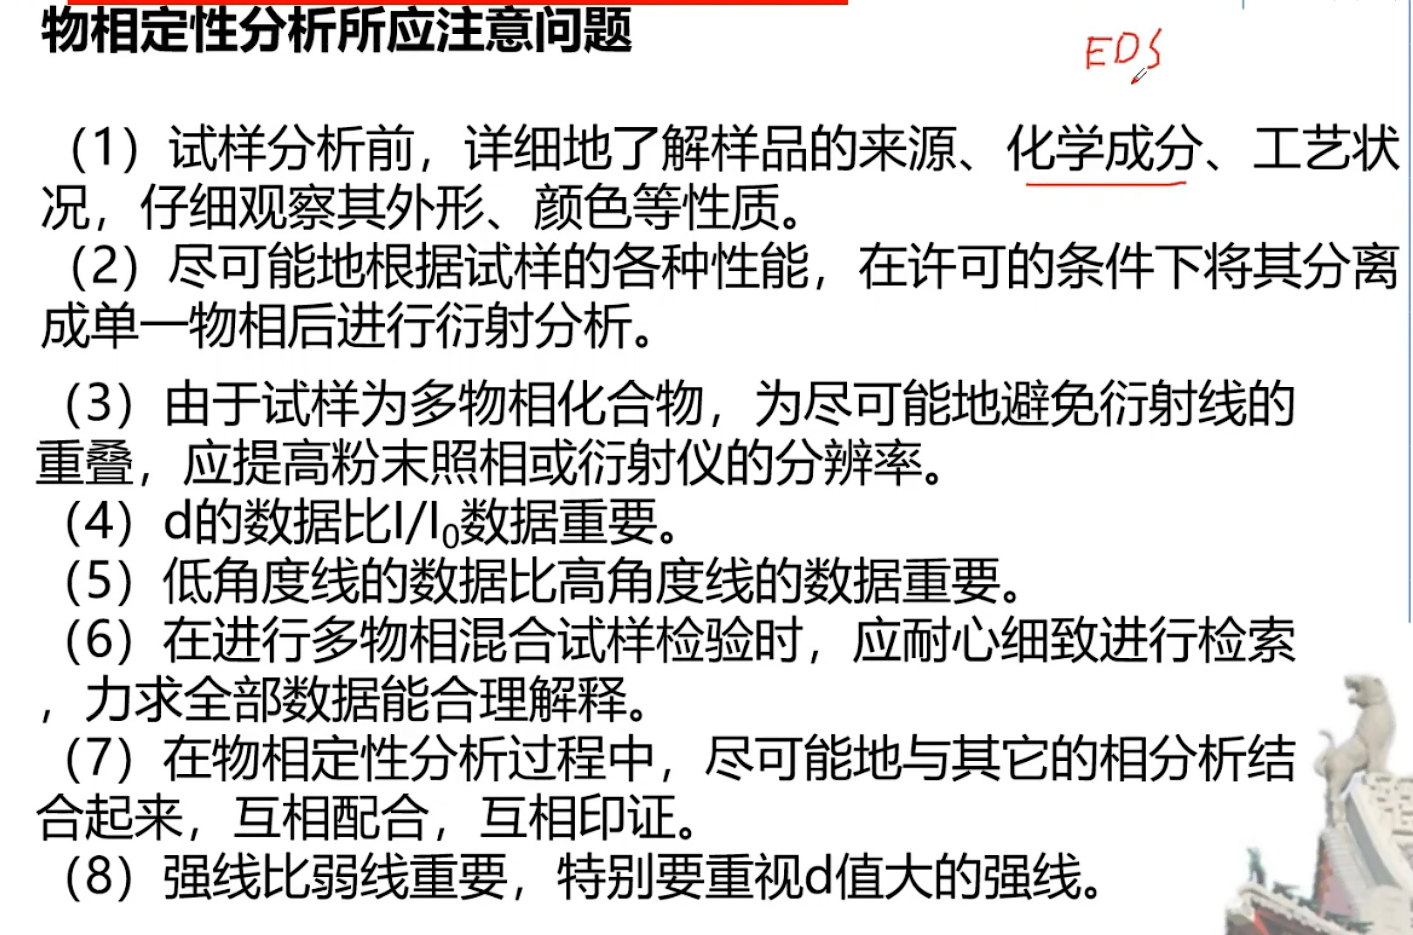 物相定性分析所应注意问题
EDS
（1）试样分析前，详细地了解样品的来源、化学成分、工艺状
况，仔细观察其外形、颜色等性质。
（2）尽可能地根据试样的各种性能，在许可的条件下将其分离
成单一物相后进行衍射分析。
（3）由于试样为多物相化合物，为尽可能地避免衍射线的
重叠，应提高粉末照相或衍射仪的分辨率。
（4）d的数据比I/I₀数据重要。
（5）低角度线的数据比高角度线的数据重要。
（6）在进行多物相混合试样检验时，应耐心细致进行检索
，力求全部数据能合理解释。
（7）在物相定性分析过程中，尽可能地与其它的相分析结
合起来，互相配合，互相印证。
（8）强线比弱线重要，特别要重视d值大的强线。